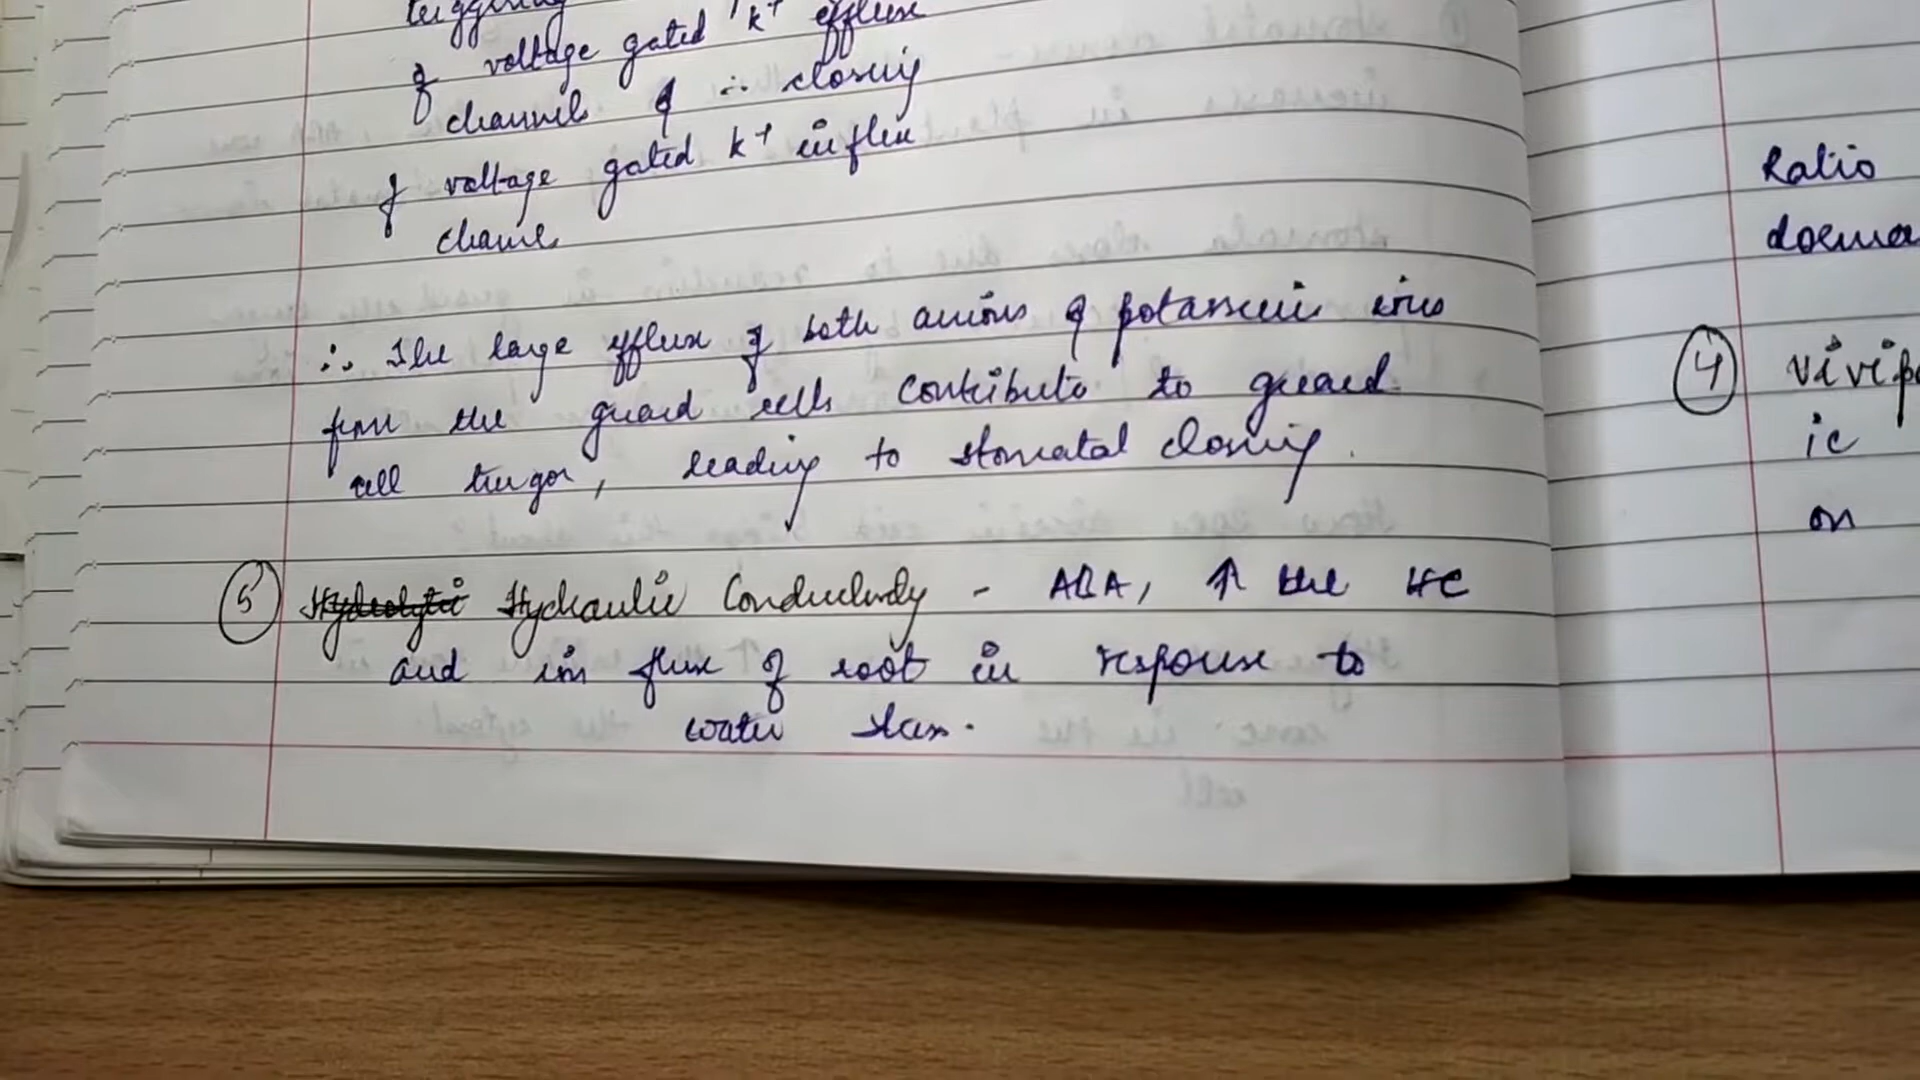 triggering
of voltage gated K+ efflux
channels & ∴ closing
of voltage gated K+ influx
channel
∴ The large efflux of both anions & potassium ions
from the guard cells contribute to guard
cell turgor, leading to stomatal closing.
5 Hydraulic Conductivity - ABA, ↑ the HC
and ion flux of root in response to
water stress.
Ratio
4
ic
on